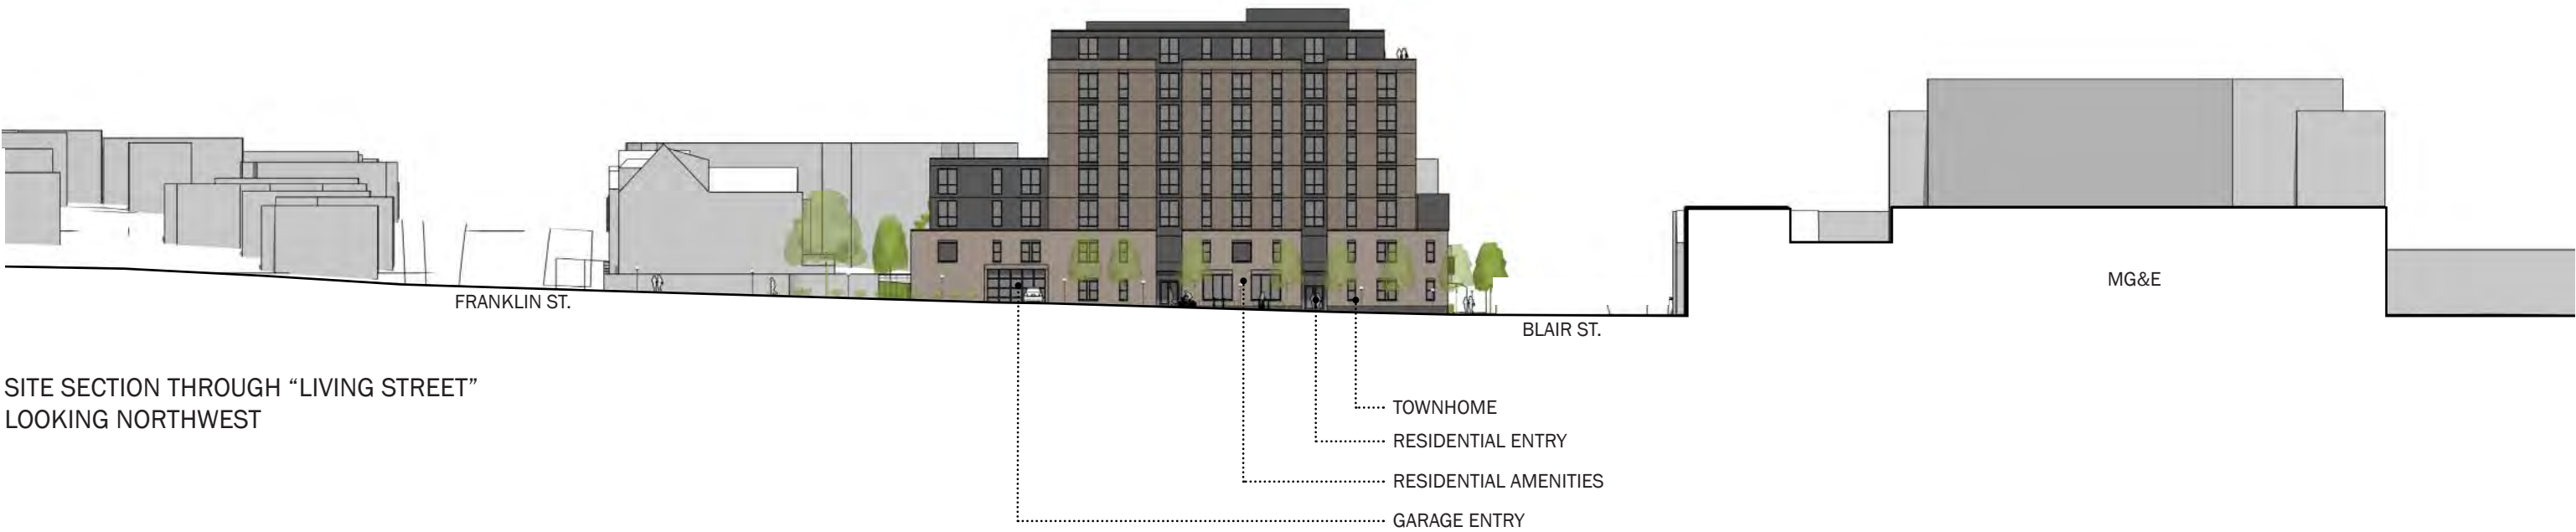 MG&E
FRANKLIN ST.
BLAIR ST.
SITE SECTION THROUGH “LIVING STREET”
LOOKING NORTHWEST
TOWNHOME
RESIDENTIAL ENTRY
RESIDENTIAL AMENITIES
GARAGE ENTRY